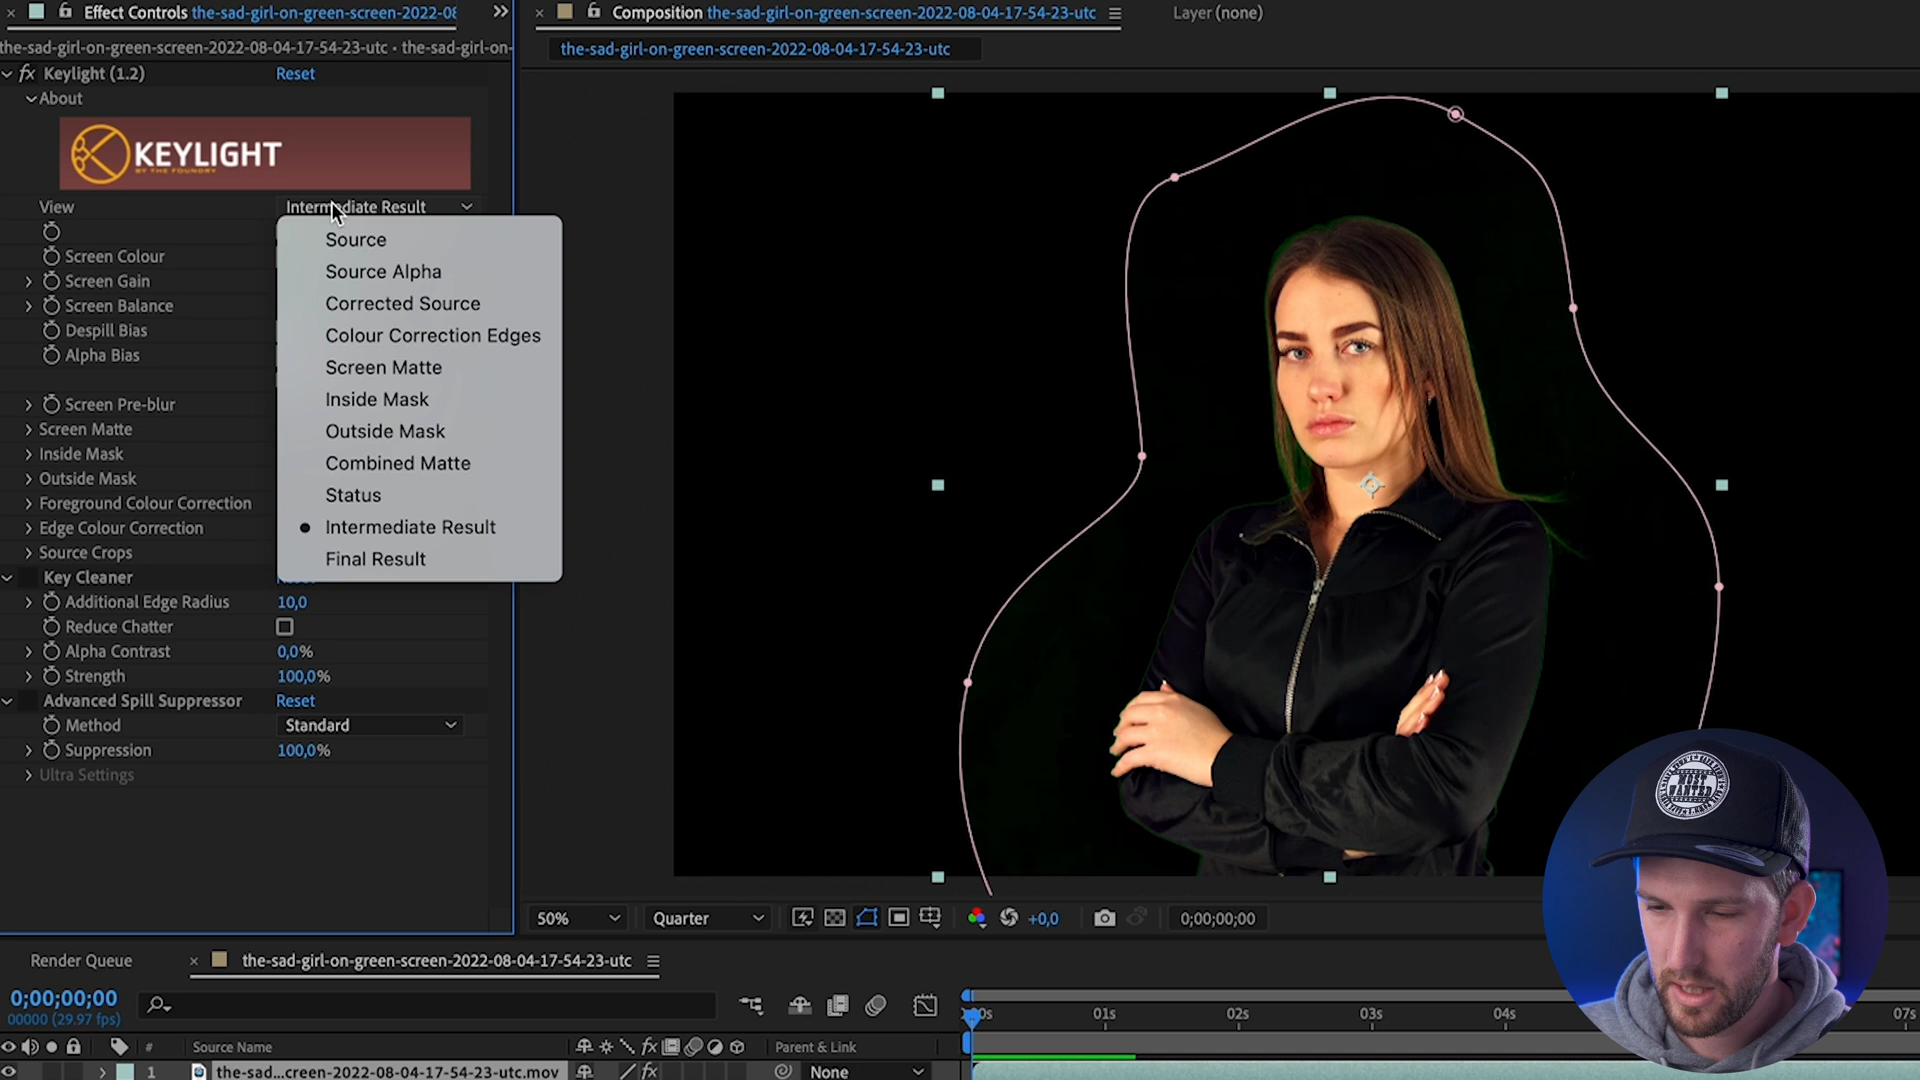 Effect Controls the-sad-girl-on-green-screen-2022-08
the-sad-girl-on-green-screen-2022-08-04-17-54-23-utc • the-sad-girl-on-
fx Keylight (1.2) Reset
About
KEYLIGHT
BY THE FOUNDRY
View Intermediate Result
Screen Colour
Screen Gain
Screen Balance
Despill Bias
Alpha Bias
Screen Pre-blur
Screen Matte
Inside Mask
Outside Mask
Foreground Colour Correction
Edge Colour Correction
Source Crops
Source
Source Alpha
Corrected Source
Colour Correction Edges
Screen Matte
Inside Mask
Outside Mask
Combined Matte
Status
Intermediate Result
Final Result
Key Cleaner
Additional Edge Radius 10,0
Reduce Chatter
Alpha Contrast 0,0%
Strength 100,0%
Advanced Spill Suppressor Reset
Method Standard
Suppression 100,0%
Ultra Settings
Composition the-sad-girl-on-green-screen-2022-08-04-17-54-23-utc
Layer (none)
the-sad-girl-on-green-screen-2022-08-04-17-54-23-utc
MOST
WANTED
50% Quarter +0,0 0;00;00;00
Render Queue the-sad-girl-on-green-screen-2022-08-04-17-54-23-utc
0;00;00;00
00000 (29.97 fps)
01s 02s 03s 04s 07s
# Source Name fx Parent & Link
1 the-sad...creen-2022-08-04-17-54-23-utc.mov fx None